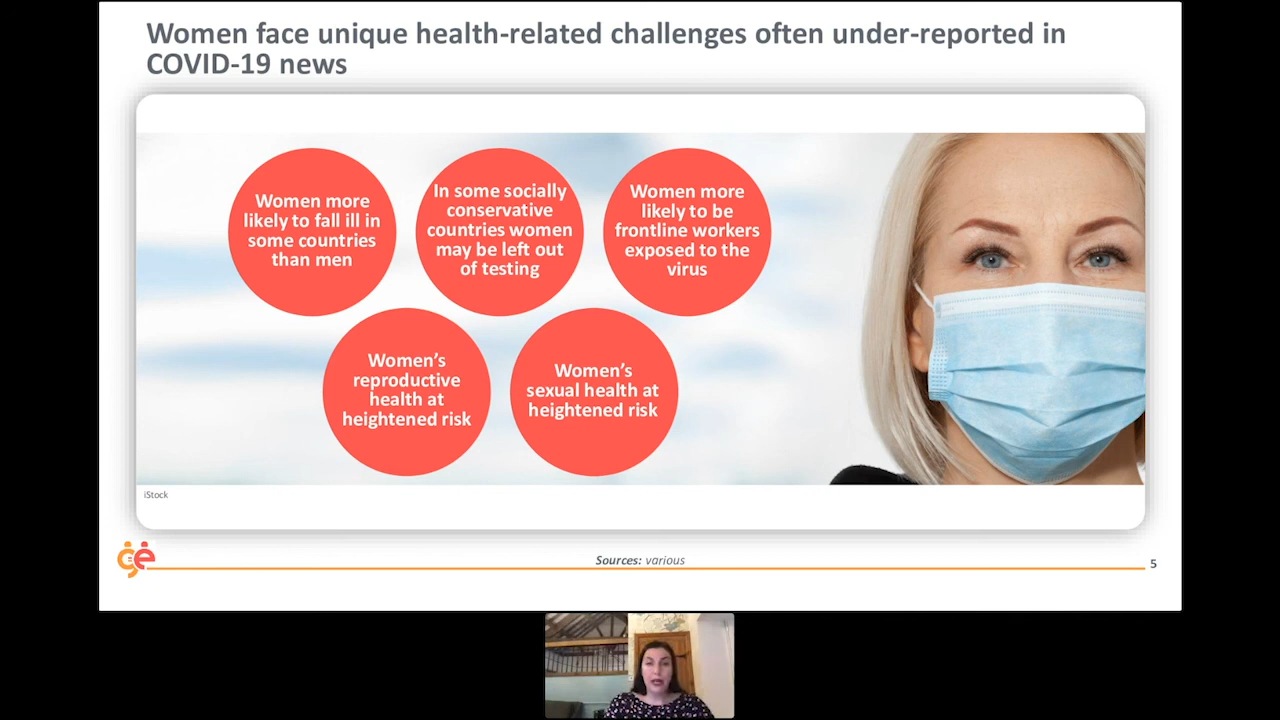 Women face unique health-related challenges often under-reported in
COVID-19 news
Women more
likely to fall ill in
some countries
than men
In some socially
conservative
countries women
may be left out
of testing
Women more
likely to be
frontline workers
exposed to the
virus
Women's
reproductive
health at
heightened risk
Women's
sexual health at
heightened risk
iStock
ge
Sources: various
5